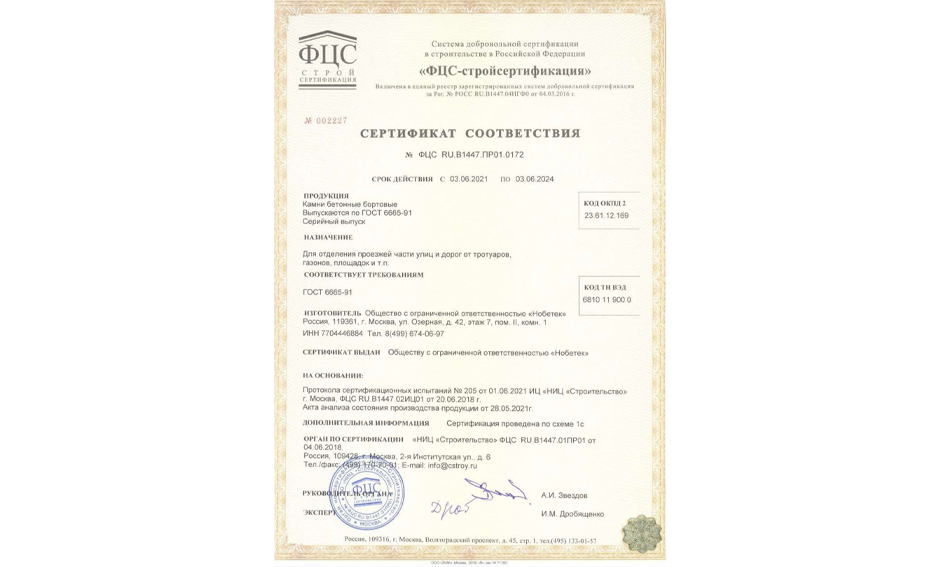 ФЦС
СТРОЙ
СЕРТИФИКАЦИЯ
Система добровольной сертификации
в строительстве в Российской Федерации
«ФЦС-стройсертификация»
Включена в единый реестр зарегистрированных систем добровольной сертификации
за Рег. № РОСС RU.В1447.04НГФ0 от 04.03.2016 г.
№ 002227
СЕРТИФИКАТ СООТВЕТСТВИЯ
№ ФЦС RU.В1447.ПР01.0172
СРОК ДЕЙСТВИЯ С 03.06.2021 ПО 03.06.2024
ПРОДУКЦИЯ
Камни бетонные бортовые
Выпускаются по ГОСТ 6665-91
Серийный выпуск
КОД ОКПД 2
23.61.12.169
НАЗНАЧЕНИЕ
Для отделения проезжей части улиц и дорог от тротуаров,
газонов, площадок и т.п.
СООТВЕТСТВУЕТ ТРЕБОВАНИЯМ
ГОСТ 6665-91
КОД ТН ВЭД
6810 11 900 0
ИЗГОТОВИТЕЛЬ Общество с ограниченной ответственностью «Нобетек»
Россия, 119361, г. Москва, ул. Озерная, д. 42, этаж 7, пом. II, комн. 1
ИНН 7704446884 Тел. 8(499) 674-06-97
СЕРТИФИКАТ ВЫДАН Обществу с ограниченной ответственностью «Нобетек»
НА ОСНОВАНИИ:
Протокола сертификационных испытаний № 205 от 01.06.2021 ИЦ «НИЦ «Строительство»
г. Москва, ФЦС RU.В1447.02ИЦ01 от 20.06.2018 г.
Акта анализа состояния производства продукции от 28.05.2021г.
ДОПОЛНИТЕЛЬНАЯ ИНФОРМАЦИЯ Сертификация проведена по схеме 1с
ОРГАН ПО СЕРТИФИКАЦИИ «НИЦ «Строительство» ФЦС RU.В1447.01ПР01 от
04.06.2018.
Россия, 109428, г. Москва, 2-я Институтская ул., д. 6
Тел./факс: (499) 170-70-91; E-mail: info@cstroy.ru
РУКОВОДИТЕЛЬ ОРГАНА
А.И. Звездов
ЭКСПЕРТ
И.М. Дробященко
ФЦС
МОСКВА
Россия, 109316, г. Москва, Волгоградский проспект, д. 45, стр. 1, тел.(495) 133-01-57